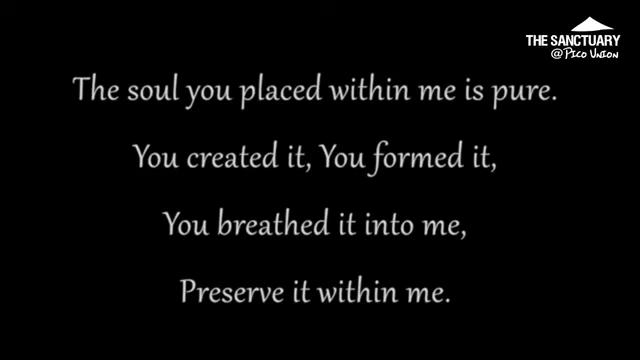 THE SANCTUARY
@PICO UNION
The soul you placed within me is pure.
You created it, You formed it,
You breathed it into me,
Preserve it within me.